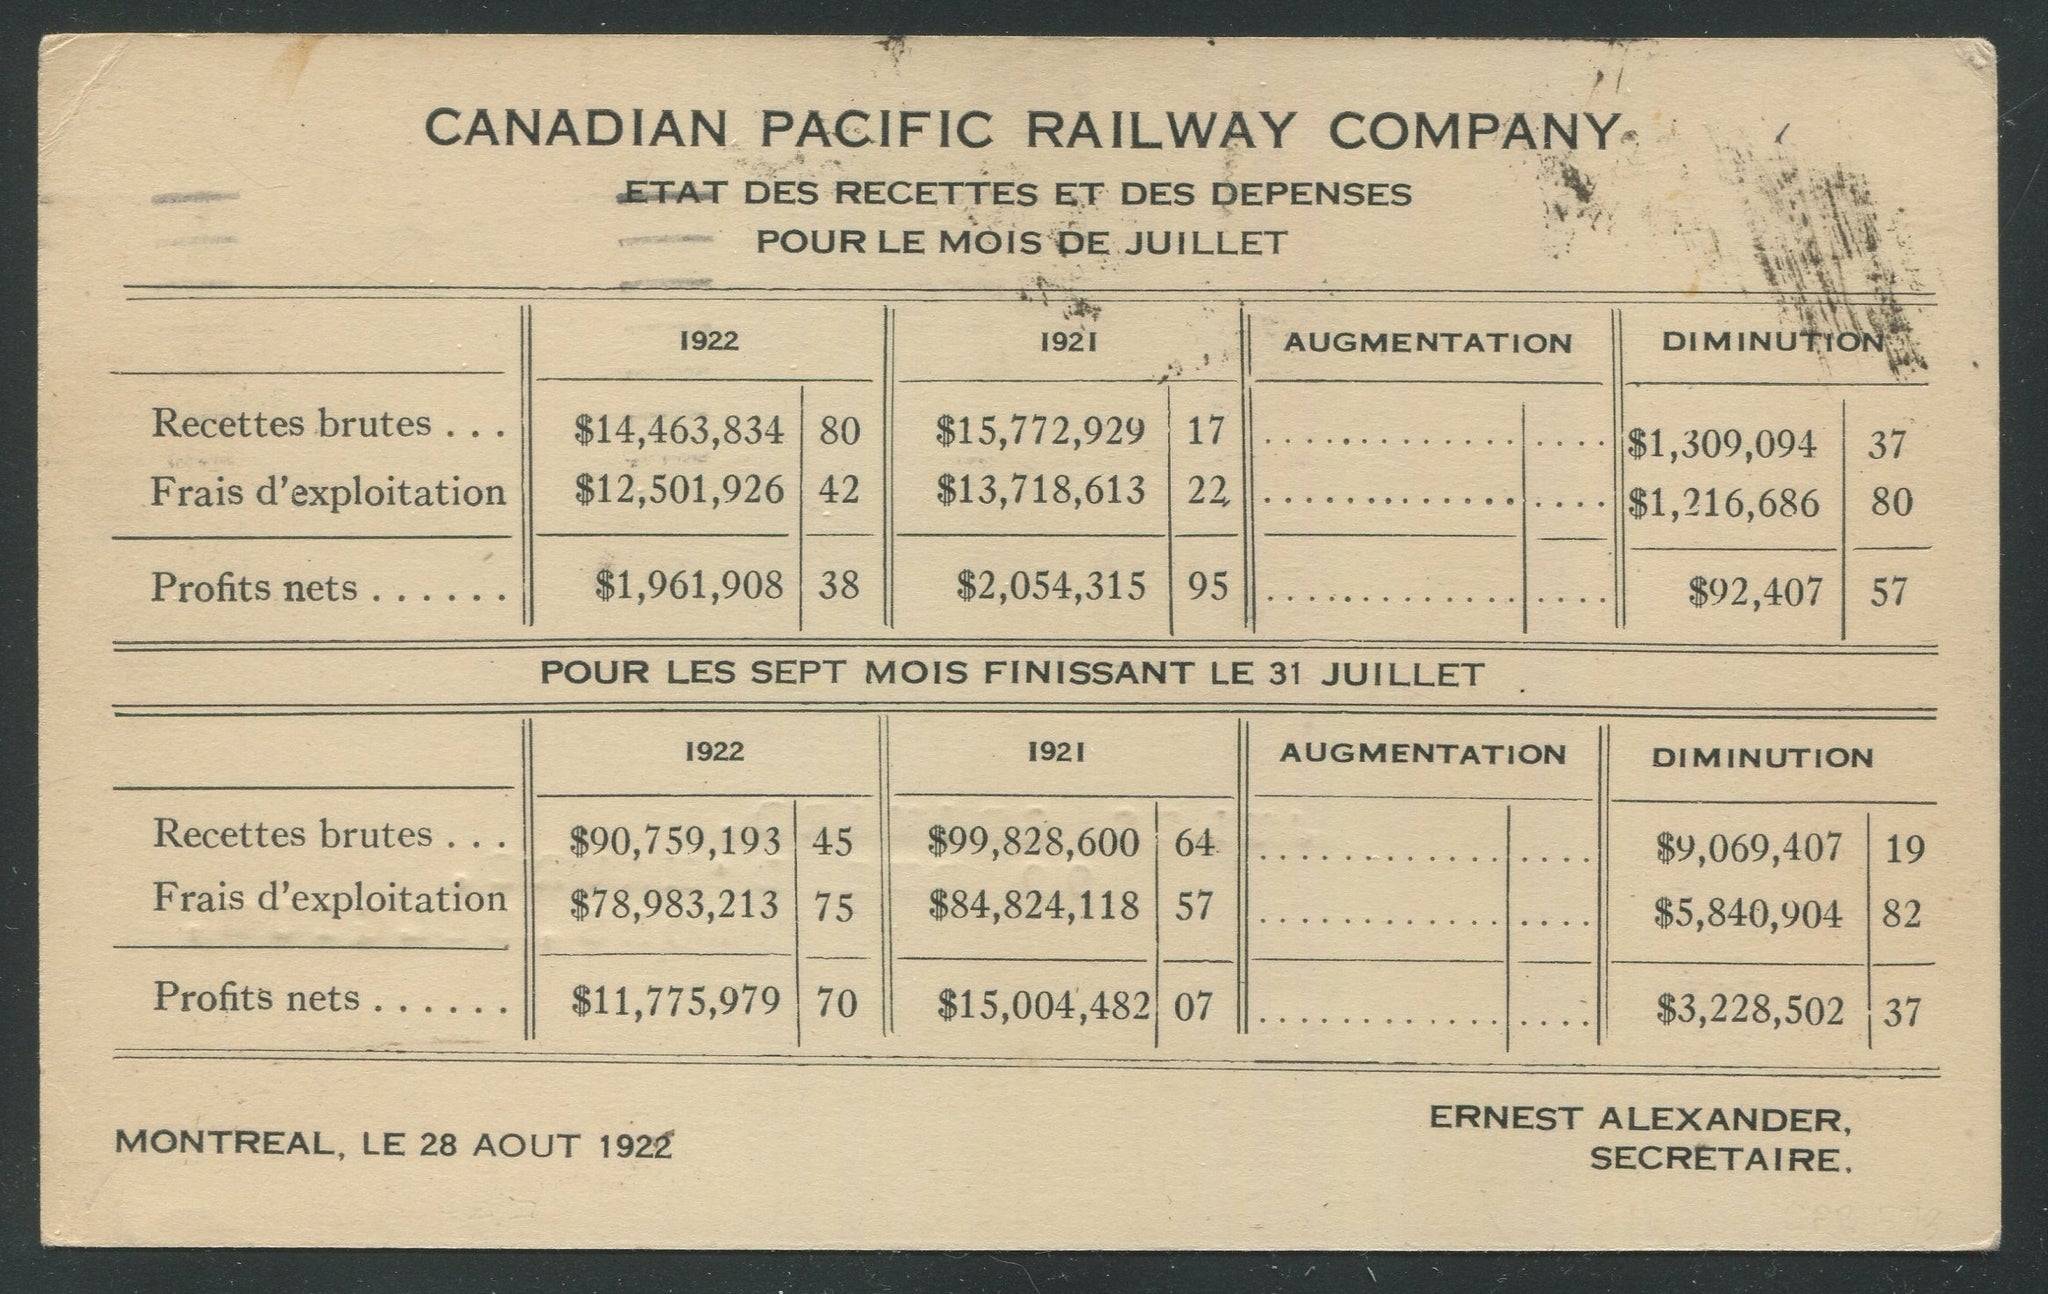 CANADIAN PACIFIC RAILWAY COMPANY
ETAT DES RECETTES ET DES DEPENSES
POUR LE MOIS DE JUILLET
1922 1921 AUGMENTATION DIMINUTION
Recettes brutes . . . $14,463,834 80 $15,772,929 17 .................. $1,309,094 37
Frais d'exploitation $12,501,926 42 $13,718,613 22 .................. $1,216,686 80
Profits nets . . . . . . $1,961,908 38 $2,054,315 95 .................. $92,407 57
POUR LES SEPT MOIS FINISSANT LE 31 JUILLET
1922 1921 AUGMENTATION DIMINUTION
Recettes brutes . . . $90,759,193 45 $99,828,600 64 .................. $9,069,407 19
Frais d'exploitation $78,983,213 75 $84,824,118 57 .................. $5,840,904 82
Profits nets . . . . . . $11,775,979 70 $15,004,482 07 .................. $3,228,502 37
MONTREAL, LE 28 AOUT 1922
ERNEST ALEXANDER,
SECRETAIRE.